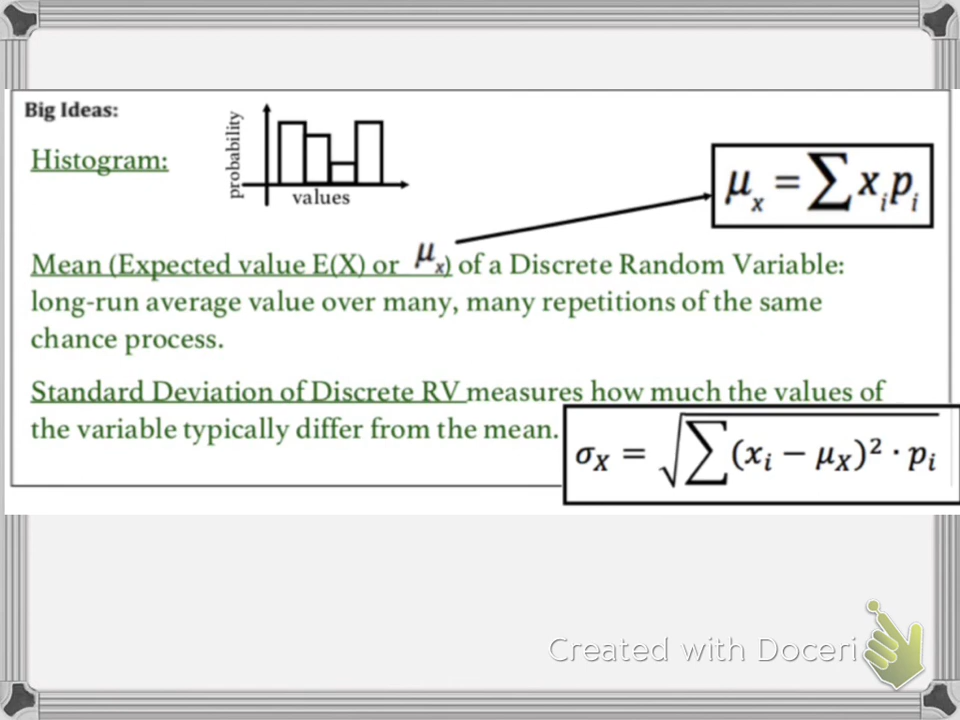 Big Ideas:
Histogram:
probability
values
μₓ = ∑ xᵢpᵢ
Mean (Expected value E(X) or μₓ) of a Discrete Random Variable:
long-run average value over many, many repetitions of the same
chance process.
Standard Deviation of Discrete RV measures how much the values of
the variable typically differ from the mean.
σ_X = √∑(xᵢ − μ_X)² · pᵢ
Created with Doceri